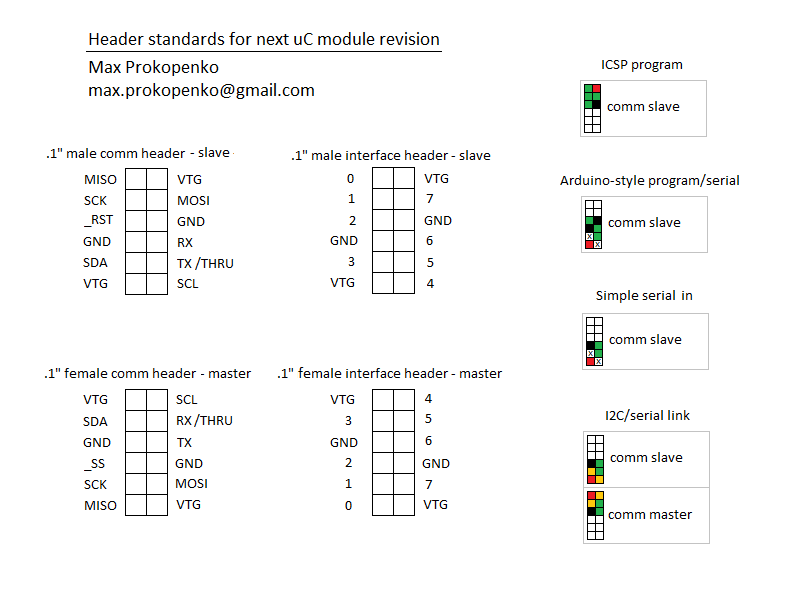 Header standards for next uC module revision
Max Prokopenko
max.prokopenko@gmail.com
.1" male comm header - slave
MISO VTG
SCK MOSI
_RST GND
GND RX
SDA TX /THRU
VTG SCL
.1" male interface header - slave
0 VTG
1 7
2 GND
GND 6
3 5
VTG 4
.1" female comm header - master
VTG SCL
SDA RX /THRU
GND TX
_SS GND
SCK MOSI
MISO VTG
.1" female interface header - master
VTG 4
3 5
GND 6
2 GND
1 7
0 VTG
ICSP program
comm slave
Arduino-style program/serial
comm slave
x
x
Simple serial in
comm slave
x
x
I2C/serial link
comm slave
comm master